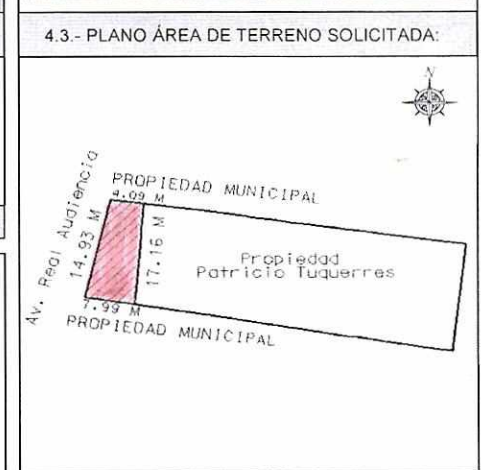 4.3.- PLANO ÁREA DE TERRENO SOLICITADA:
N
PROPIEDAD MUNICIPAL
4.09 M
Av. Real Audiencia
14.93 M
17.16 M
Propiedad
Patricio Tuquerres
7.99 M
PROPIEDAD MUNICIPAL